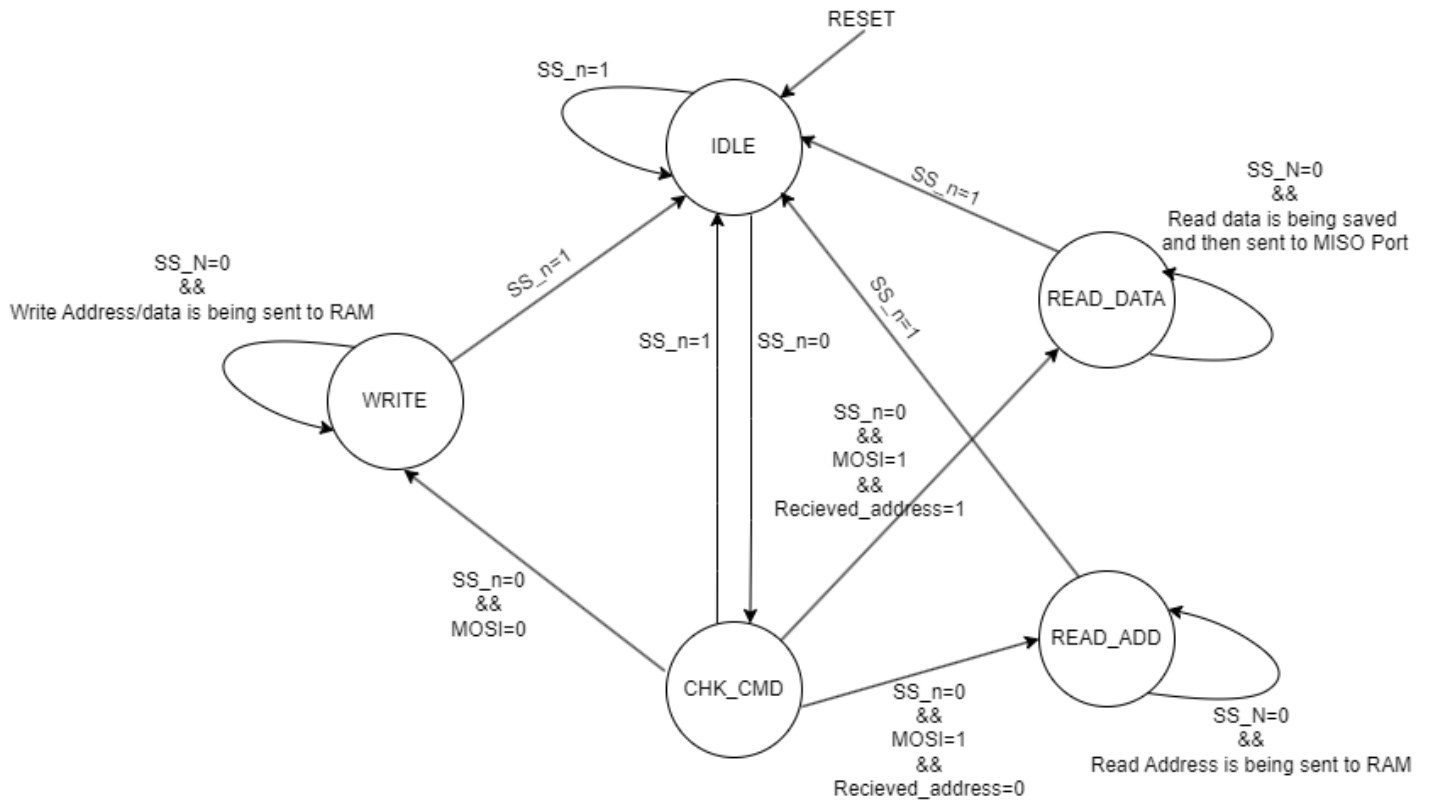 RESET
SS_n=1
IDLE
SS_n=1
SS_N=0
&&
Read data is being saved
and then sent to MISO Port
SS_N=0
&&
Write Address/data is being sent to RAM
SS_n=1
SS_n=1
READ_DATA
SS_n=1
SS_n=0
WRITE
SS_n=0
&&
MOSI=1
&&
Recieved_address=1
SS_n=0
&&
MOSI=0
READ_ADD
CHK_CMD
SS_n=0
&&
MOSI=1
&&
Recieved_address=0
SS_N=0
&&
Read Address is being sent to RAM